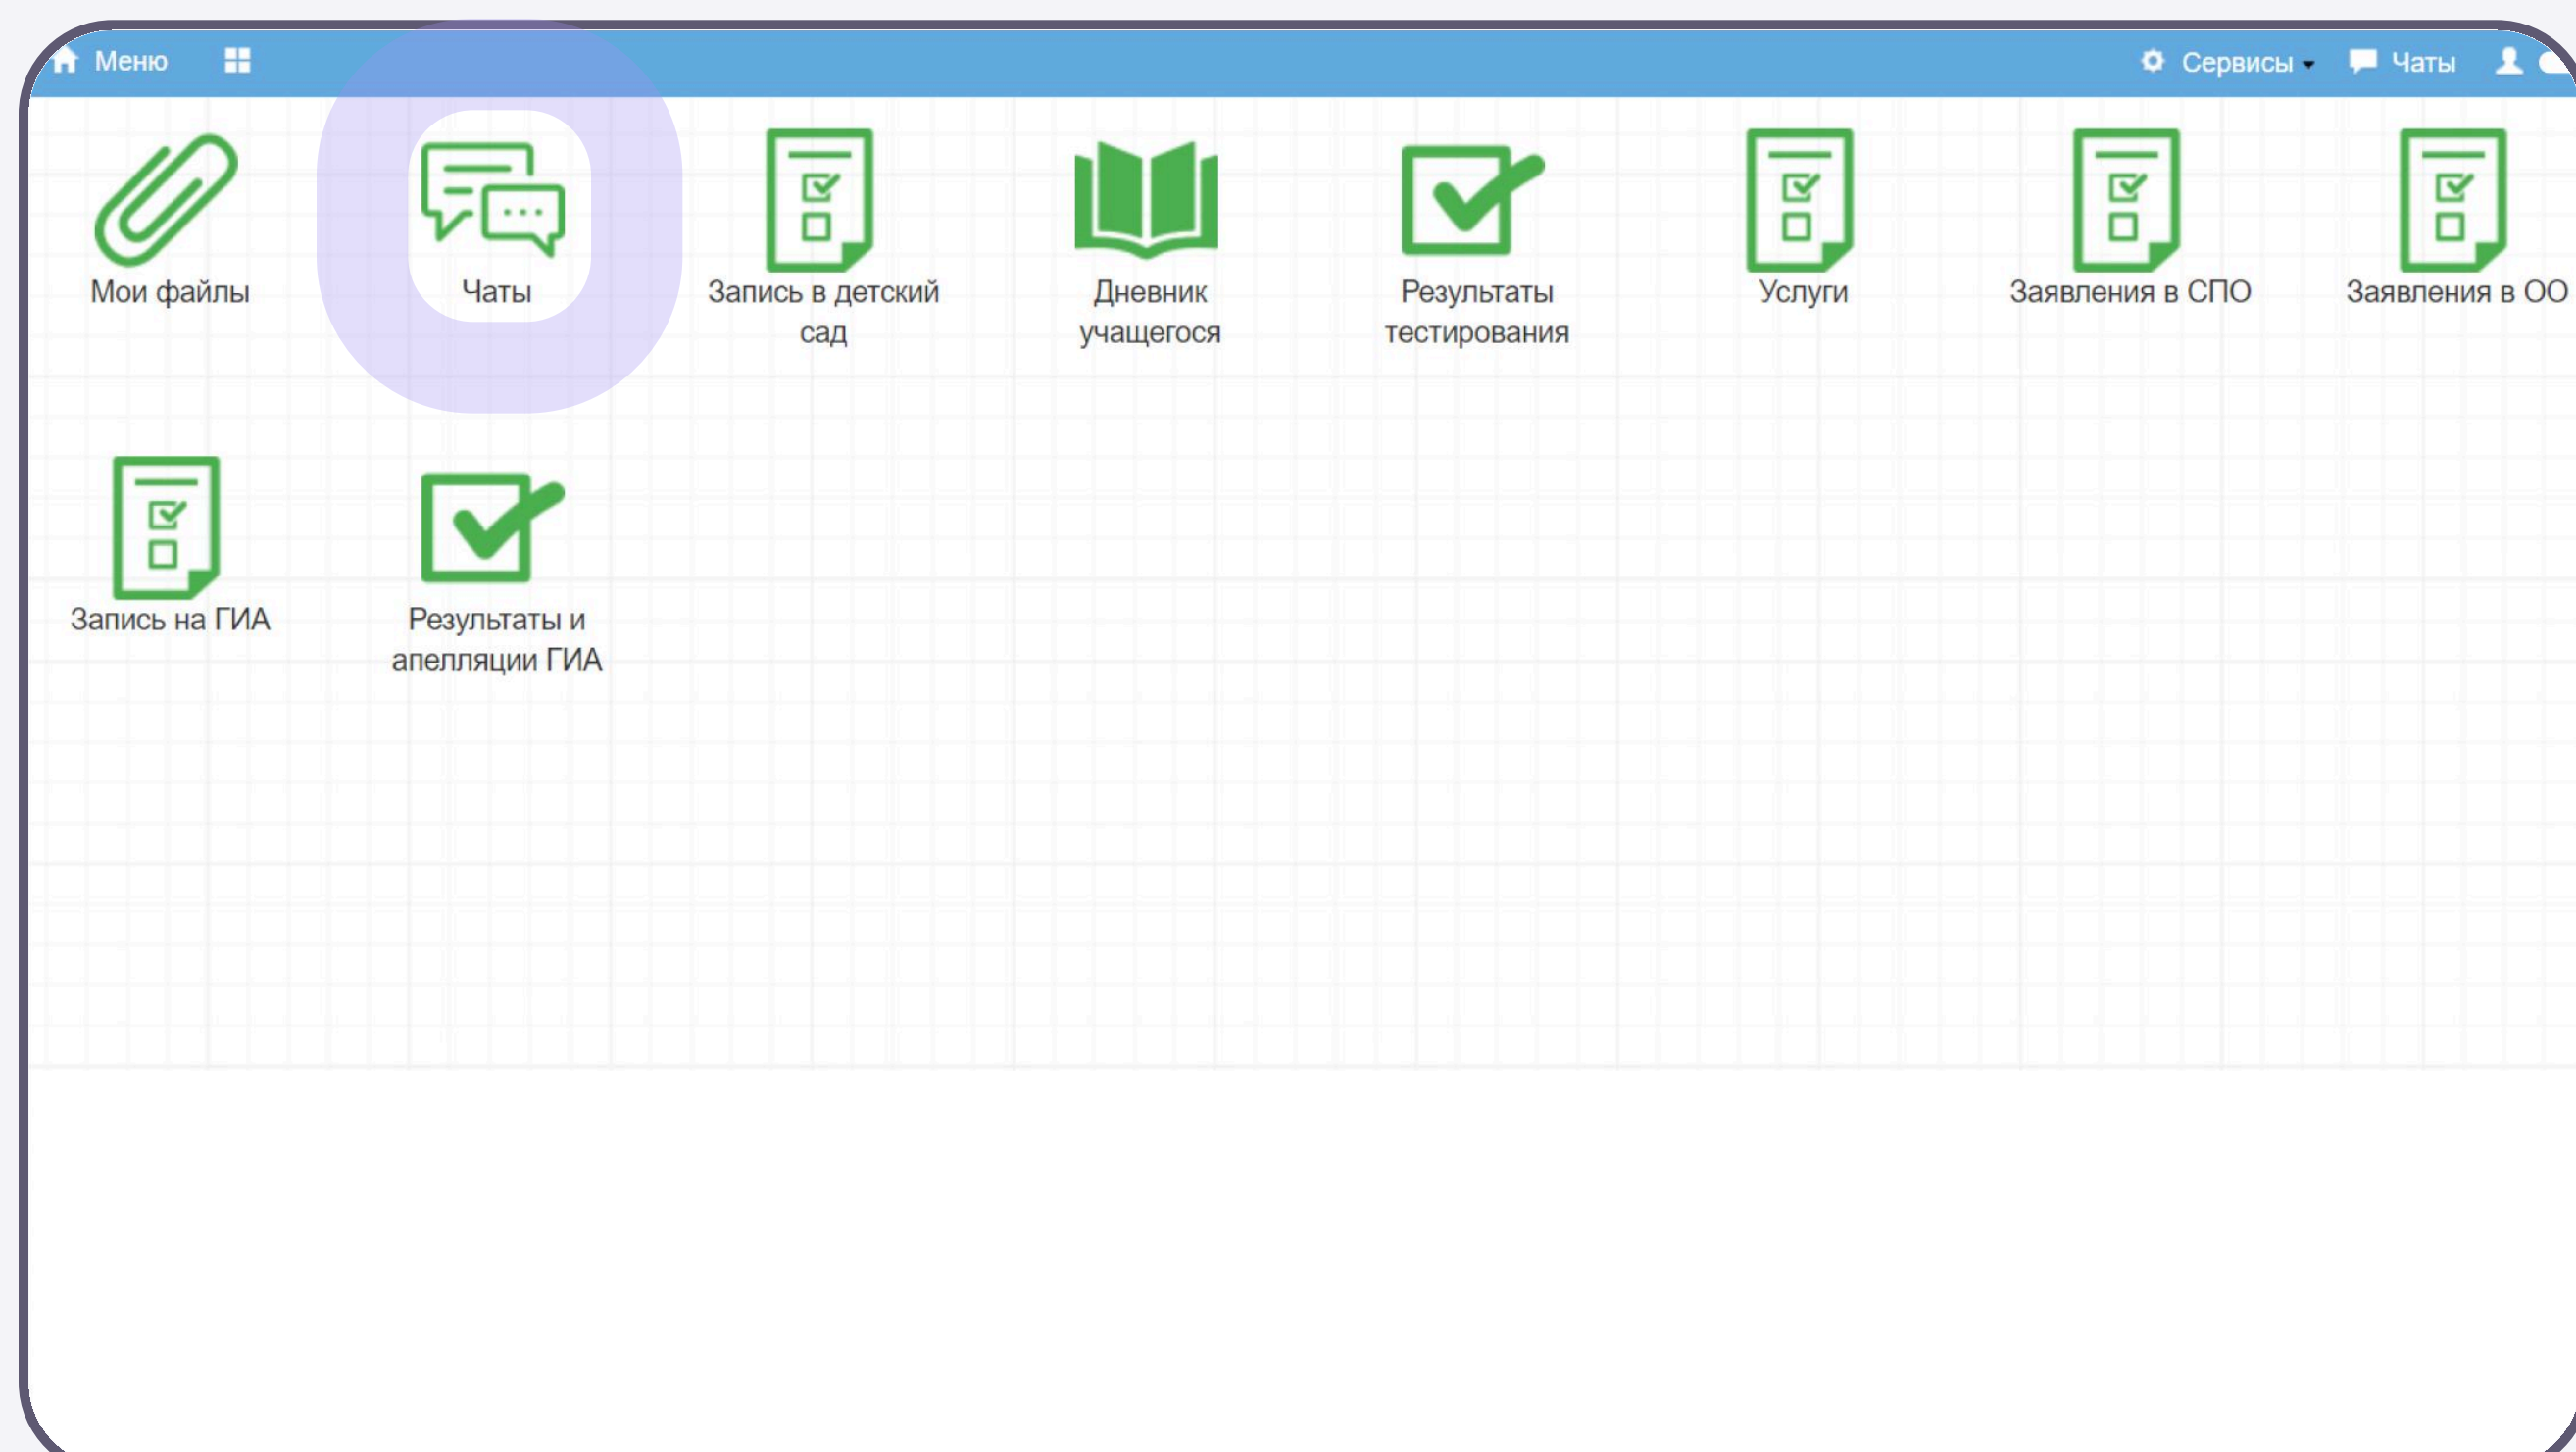 Меню
Сервисы
Чаты
Мои файлы
Чаты
Запись в детский
сад
Дневник
учащегося
Результаты
тестирования
Услуги
Заявления в СПО
Заявления в ОО
Запись на ГИА
Результаты и
апелляции ГИА